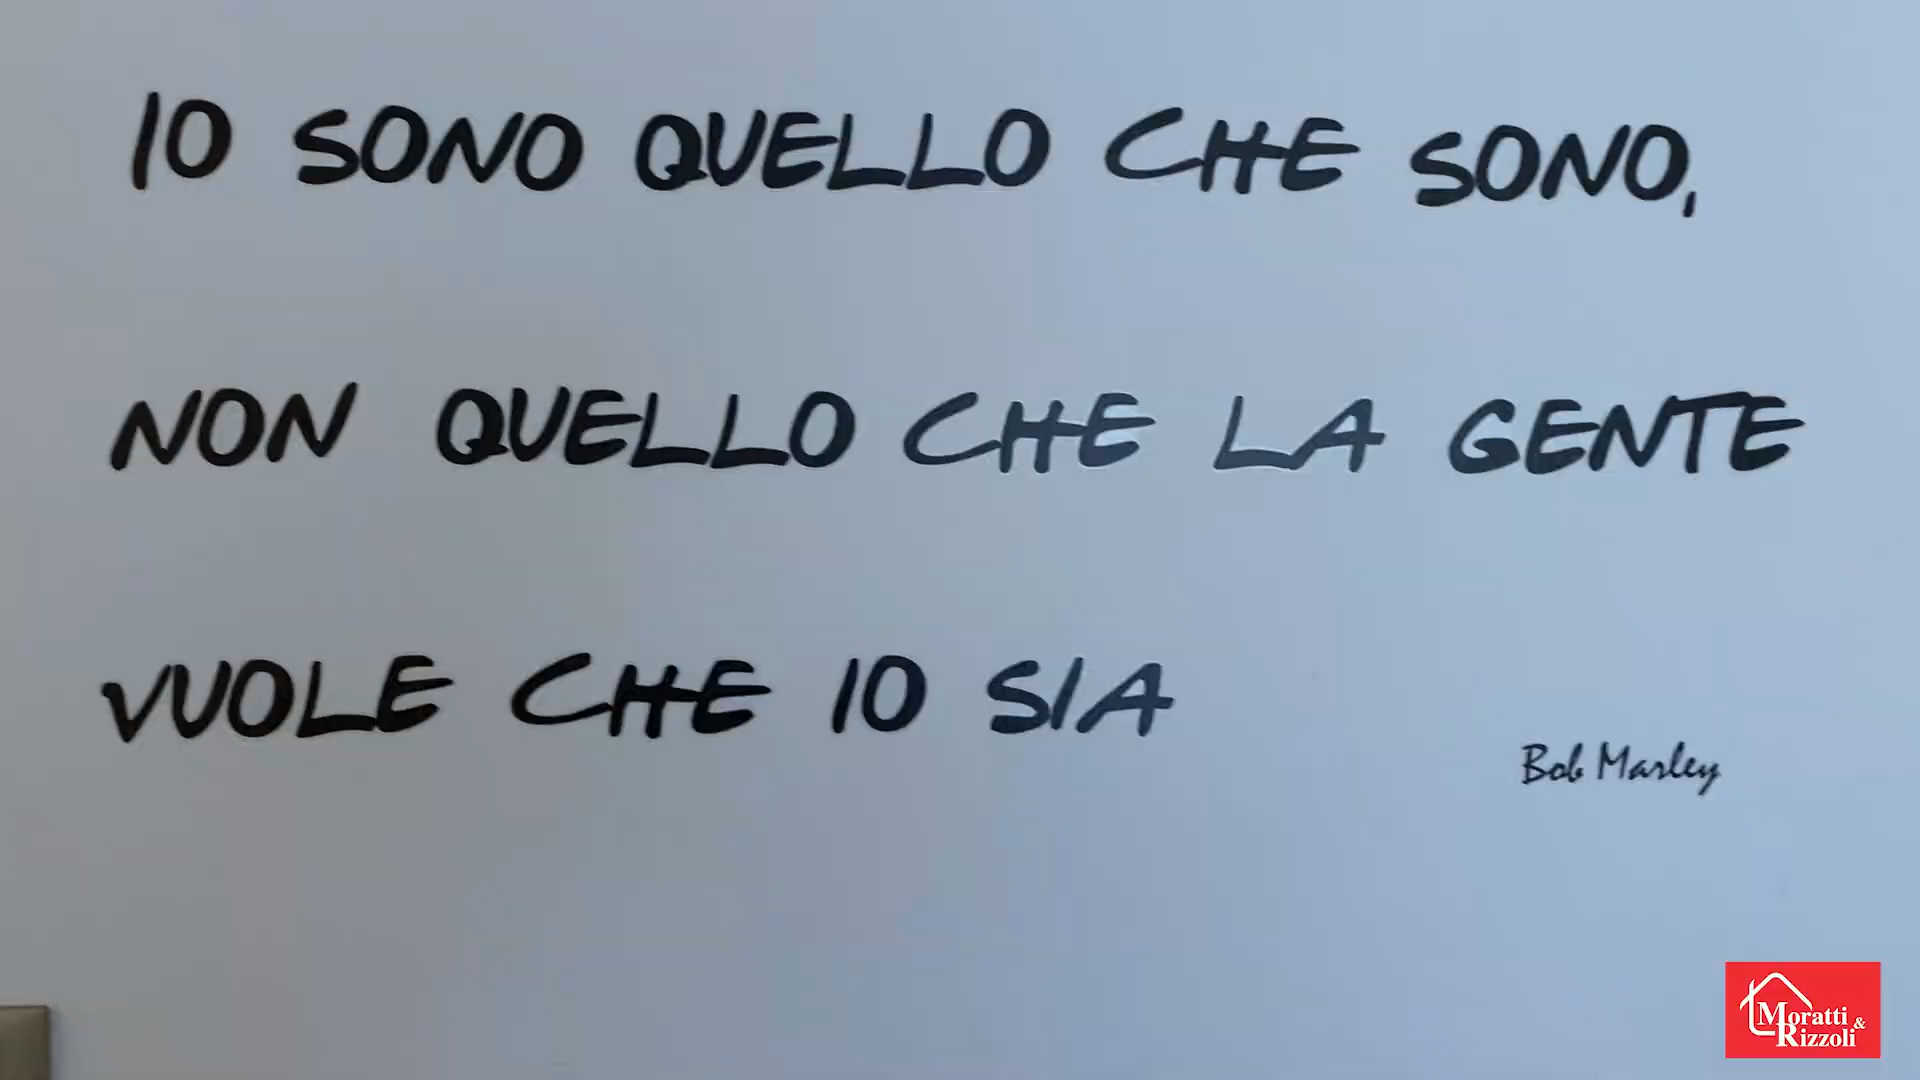 IO SONO QUELLO CHE SONO,
NON QUELLO CHE LA GENTE
VUOLE CHE IO SIA
Bob Marley
Moratti &
Rizzoli